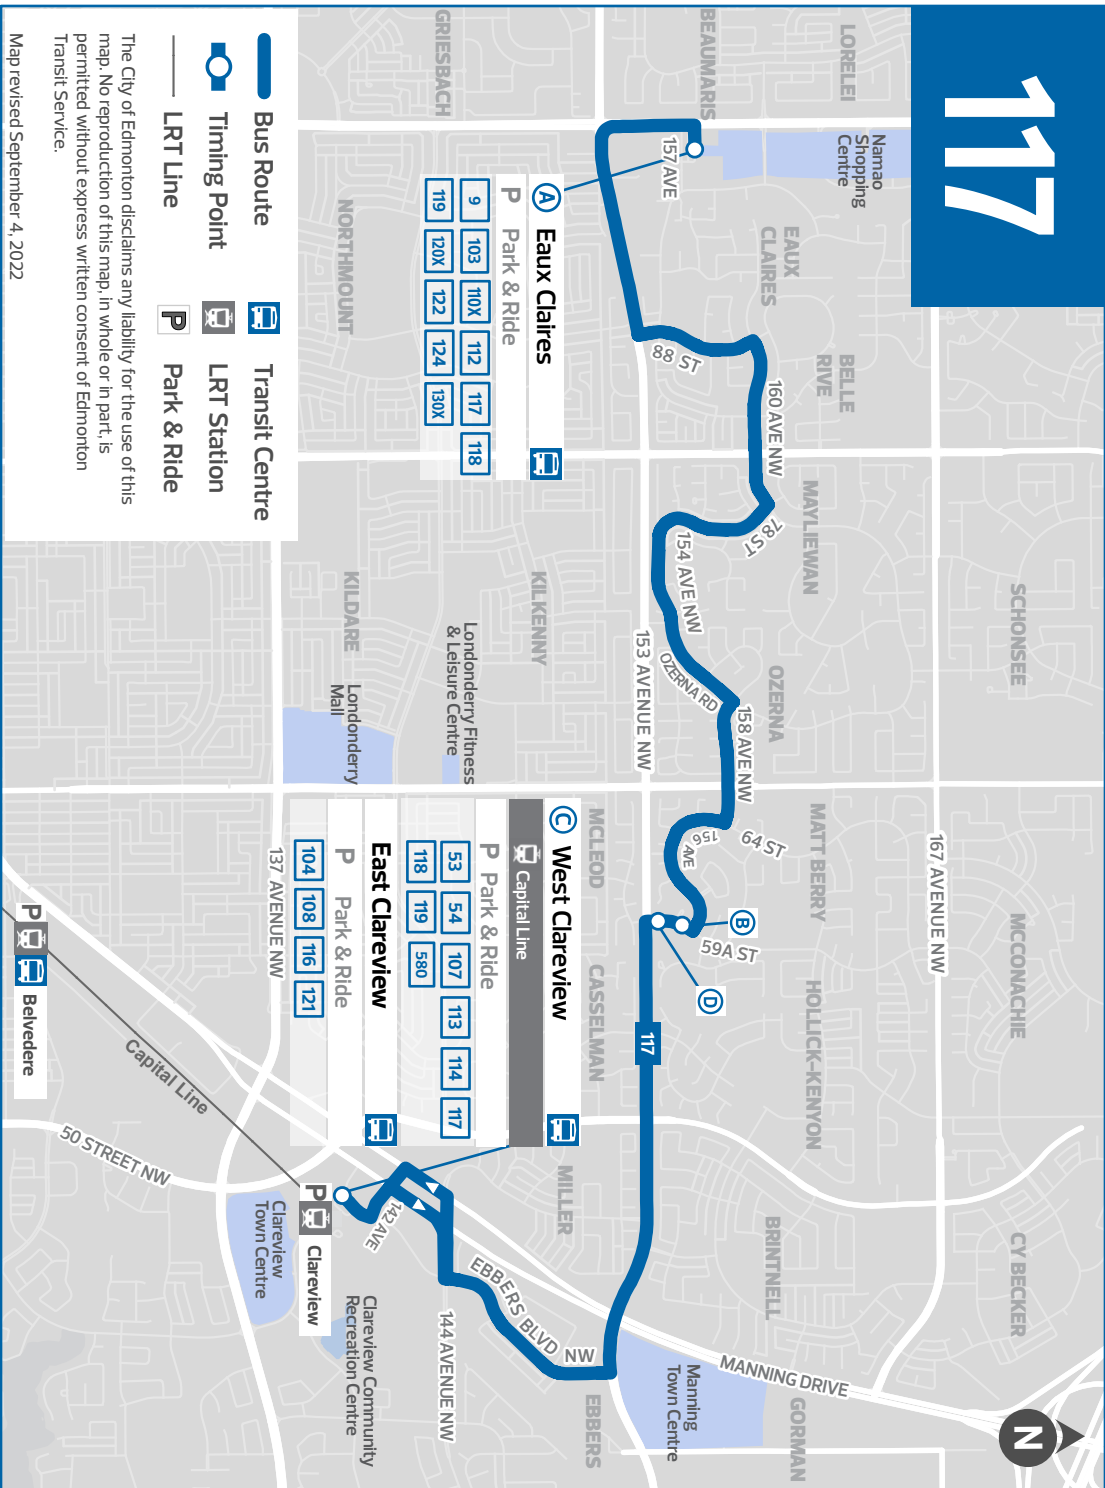 117
LORELEI
BEAUMARIS
GRIESBACH
Namao
Shopping
Centre
157 AVE
EAUX
CLAIRES
BELLE
RIVE
NORTHMOUNT
88 ST
160 AVE NW
MAYLIEWAN
78 ST
154 AVE NW
SCHONSEE
KILKENNY
KILDARE
153 AVENUE NW
OZERNA RD
OZERNA
158 AVE NW
Londonderry Fitness
& Leisure Centre
Londonderry
Mall
A Eaux Claires
P Park & Ride
9 103 110X 112 117 118
119 120X 122 124 130X
MCLEOD
156
AVE
64 ST
MATT BERRY
167 AVENUE NW
MCCONACHIE
B
59A ST
D
CASSELMAN
HOLLICK-KENYON
117
C West Clareview
Capital Line
P Park & Ride
53 54 107 113 114 117
118 119 580
East Clareview
P Park & Ride
104 108 116 121
137 AVENUE NW
P Belvedere
Capital Line
50 STREET NW
MILLER
BRINTNELL
CY BECKER
142 AVE
P Clareview
Clareview
Town Centre
Clareview Community
Recreation Centre
144 AVENUE NW
EBBERS BLVD NW
EBBERS
Manning
Town Centre
MANNING DRIVE
GORMAN
N
Bus Route
Timing Point
LRT Line
Transit Centre
LRT Station
P Park & Ride
The City of Edmonton disclaims any liability for the use of this
map. No reproduction of this map, in whole or in part, is
permitted without express written consent of Edmonton
Transit Service.
Map revised September 4, 2022